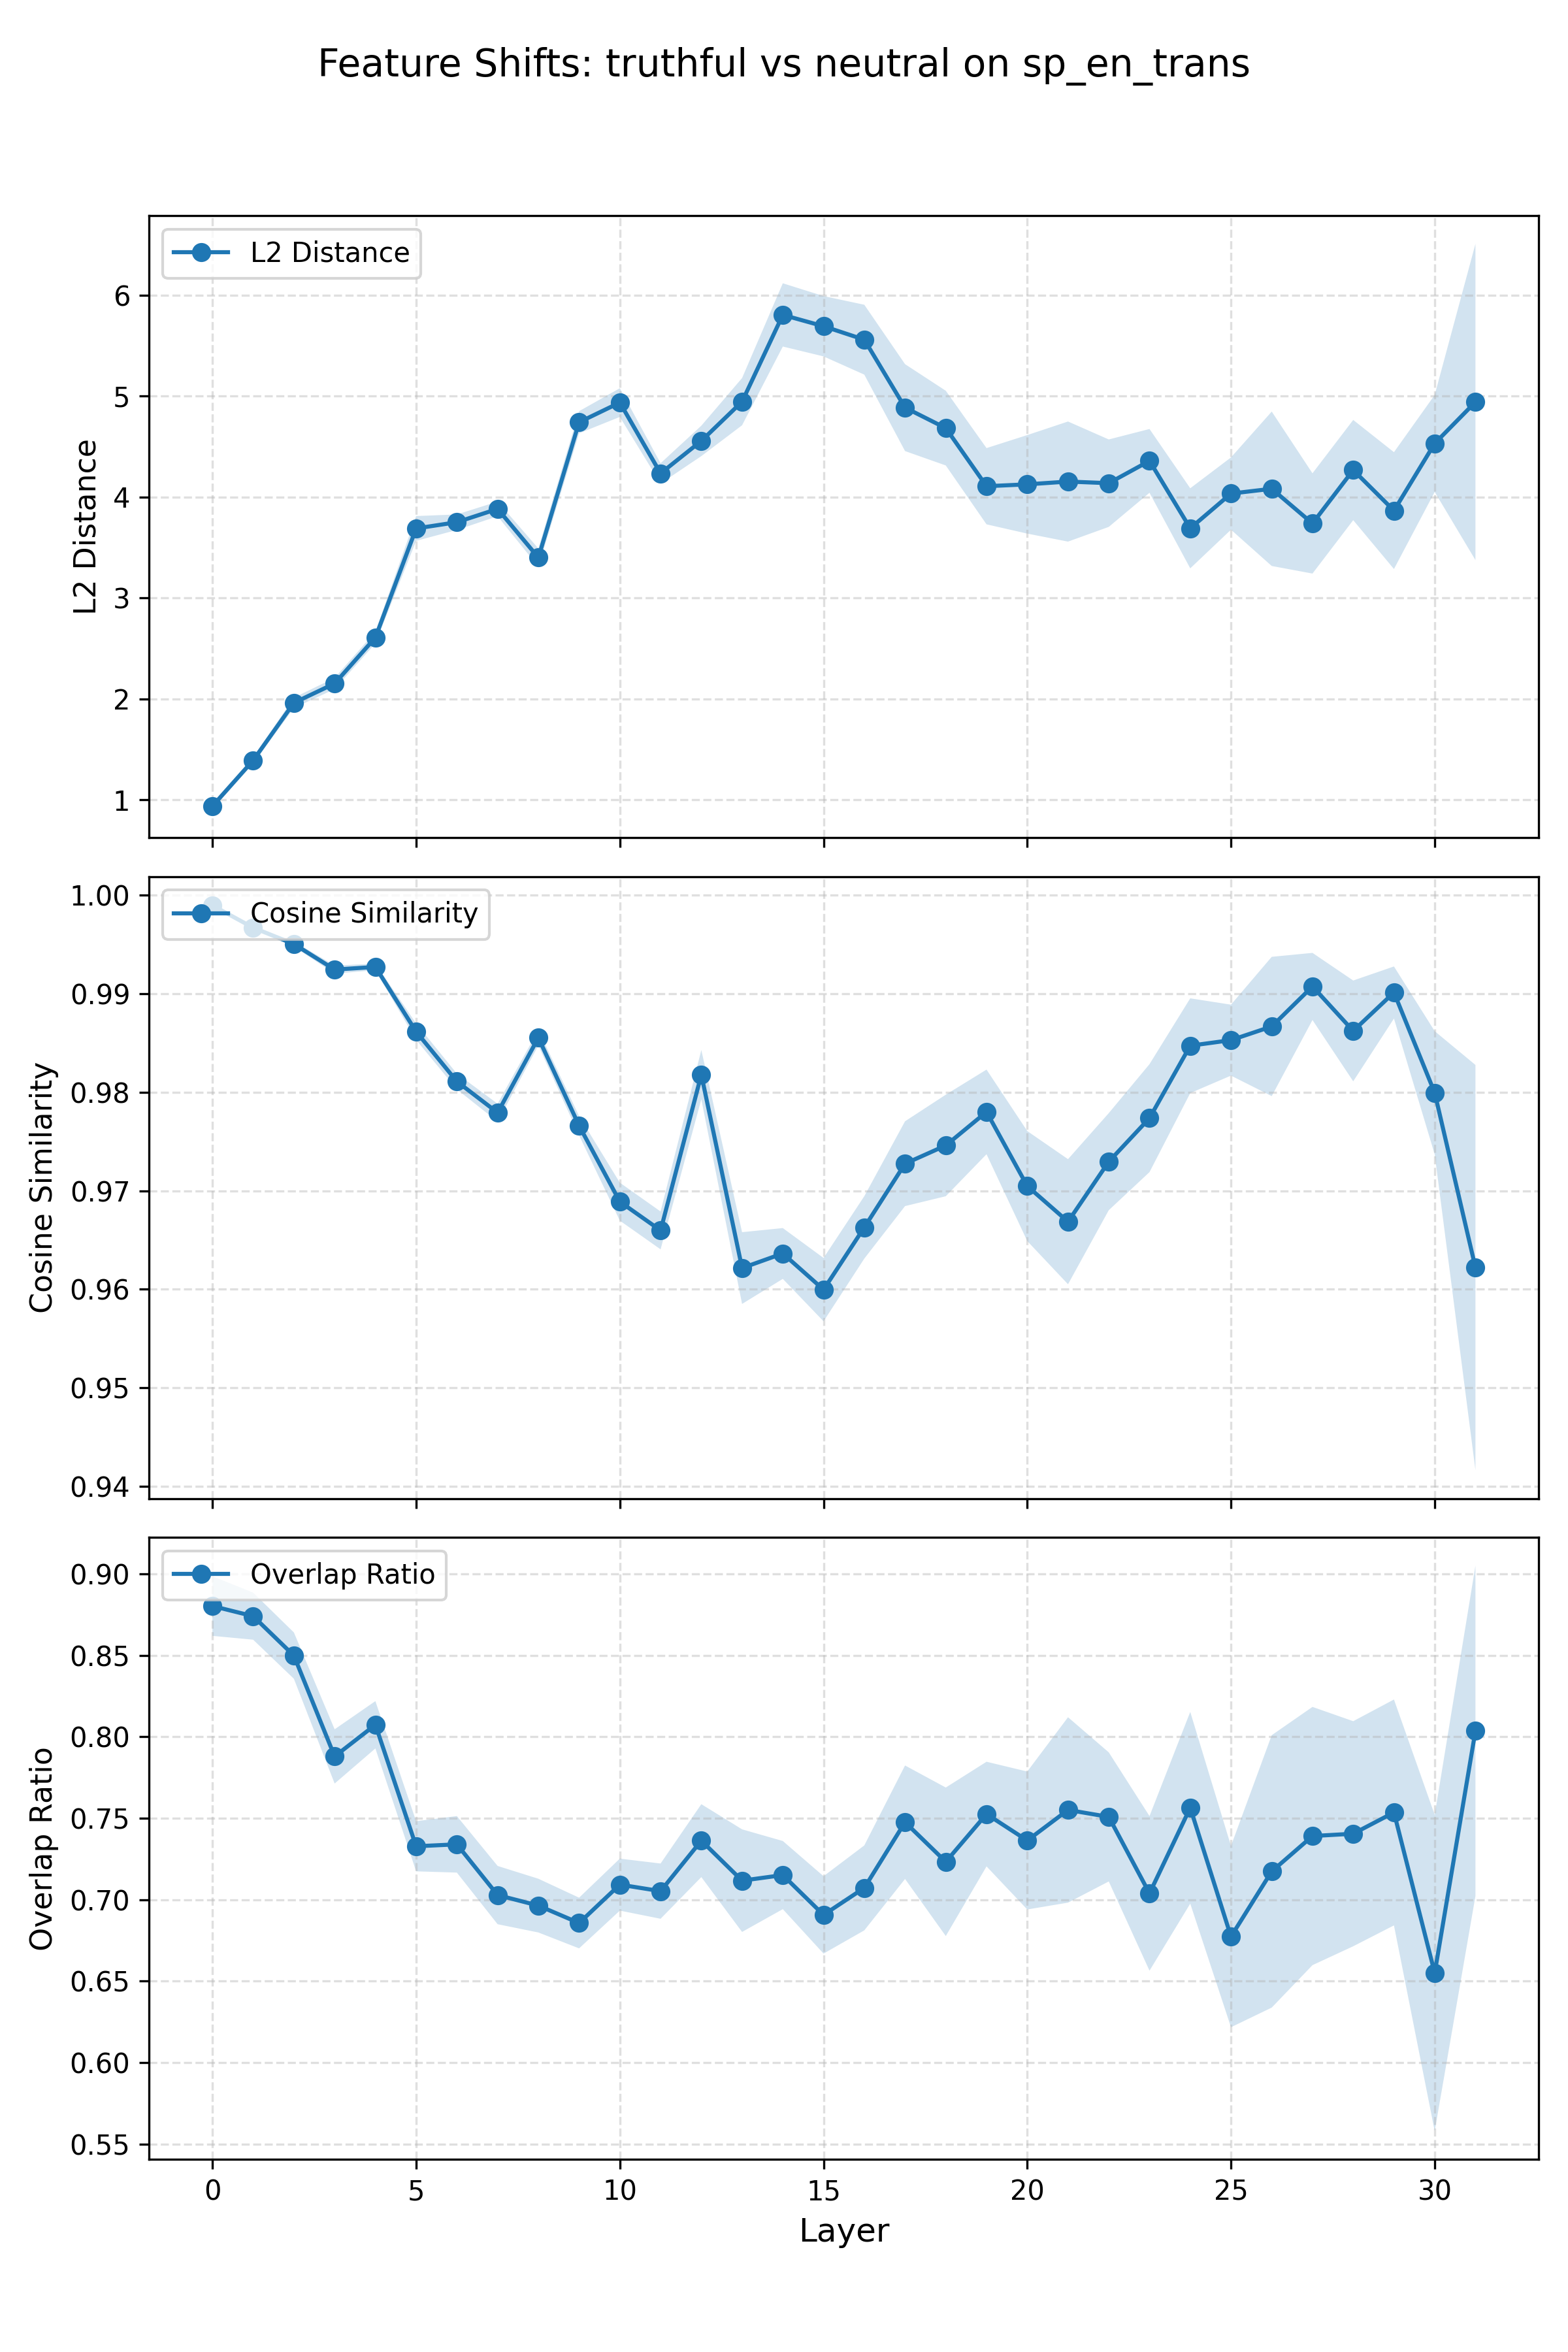 Feature Shifts: truthful vs neutral on sp_en_trans
L2 Distance
L2 Distance
6
5
4
3
2
1
Cosine Similarity
Cosine Similarity
1.00
0.99
0.98
0.97
0.96
0.95
0.94
Overlap Ratio
Overlap Ratio
0.90
0.85
0.80
0.75
0.70
0.65
0.60
0.55
0 5 10 15 20 25 30
Layer